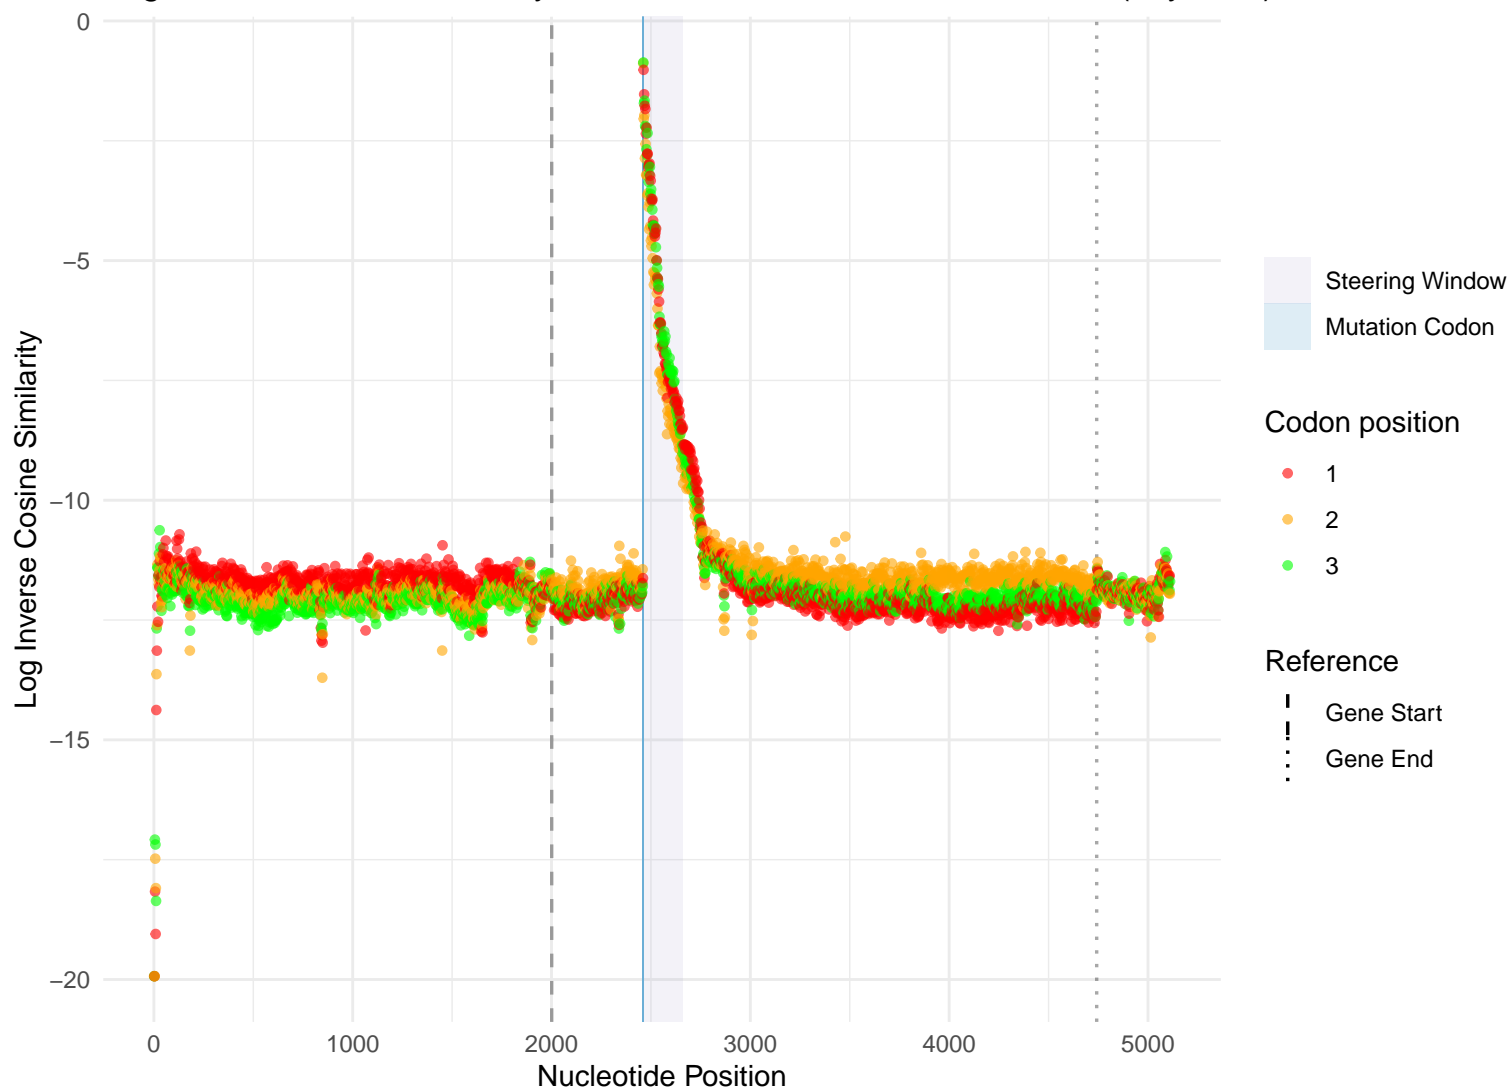 0
−5
−10
−15
−20
Log Inverse Cosine Similarity
0 1000 2000 3000 4000 5000
Nucleotide Position
Steering Window
Mutation Codon
Codon position
1
2
3
Reference
Gene Start
Gene End